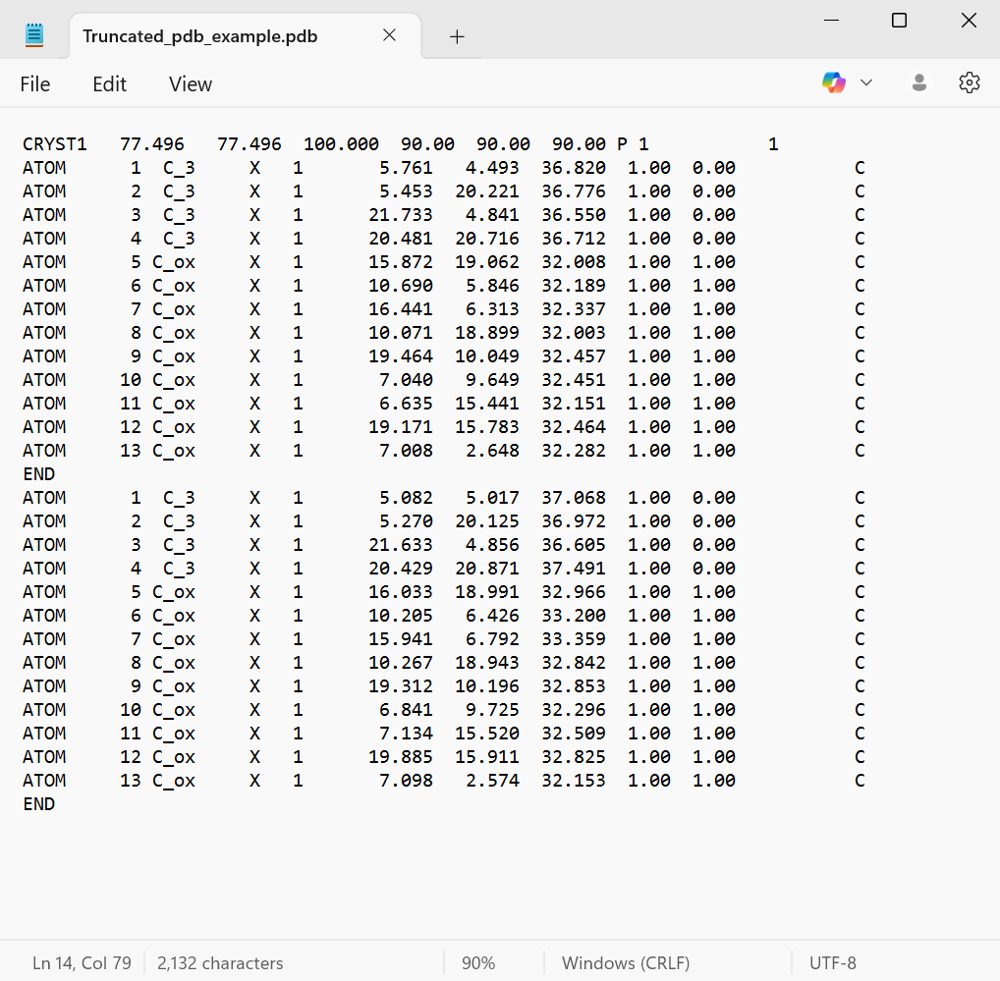 Truncated_pdb_example.pdb
File Edit View
CRYST1   77.496   77.496  100.000  90.00  90.00  90.00 P 1           1
ATOM      1  C_3     X   1       5.761   4.493  36.820  1.00  0.00           C
ATOM      2  C_3     X   1       5.453  20.221  36.776  1.00  0.00           C
ATOM      3  C_3     X   1      21.733   4.841  36.550  1.00  0.00           C
ATOM      4  C_3     X   1      20.481  20.716  36.712  1.00  0.00           C
ATOM      5 C_ox     X   1      15.872  19.062  32.008  1.00  1.00           C
ATOM      6 C_ox     X   1      10.690   5.846  32.189  1.00  1.00           C
ATOM      7 C_ox     X   1      16.441   6.313  32.337  1.00  1.00           C
ATOM      8 C_ox     X   1      10.071  18.899  32.003  1.00  1.00           C
ATOM      9 C_ox     X   1      19.464  10.049  32.457  1.00  1.00           C
ATOM     10 C_ox     X   1       7.040   9.649  32.451  1.00  1.00           C
ATOM     11 C_ox     X   1       6.635  15.441  32.151  1.00  1.00           C
ATOM     12 C_ox     X   1      19.171  15.783  32.464  1.00  1.00           C
ATOM     13 C_ox     X   1       7.008   2.648  32.282  1.00  1.00           C
END
ATOM      1  C_3     X   1       5.082   5.017  37.068  1.00  0.00           C
ATOM      2  C_3     X   1       5.270  20.125  36.972  1.00  0.00           C
ATOM      3  C_3     X   1      21.633   4.856  36.605  1.00  0.00           C
ATOM      4  C_3     X   1      20.429  20.871  37.491  1.00  0.00           C
ATOM      5 C_ox     X   1      16.033  18.991  32.966  1.00  1.00           C
ATOM      6 C_ox     X   1      10.205   6.426  33.200  1.00  1.00           C
ATOM      7 C_ox     X   1      15.941   6.792  33.359  1.00  1.00           C
ATOM      8 C_ox     X   1      10.267  18.943  32.842  1.00  1.00           C
ATOM      9 C_ox     X   1      19.312  10.196  32.853  1.00  1.00           C
ATOM     10 C_ox     X   1       6.841   9.725  32.296  1.00  1.00           C
ATOM     11 C_ox     X   1       7.134  15.520  32.509  1.00  1.00           C
ATOM     12 C_ox     X   1      19.885  15.911  32.825  1.00  1.00           C
ATOM     13 C_ox     X   1       7.098   2.574  32.153  1.00  1.00           C
END
Ln 14, Col 79 2,132 characters 90% Windows (CRLF) UTF-8